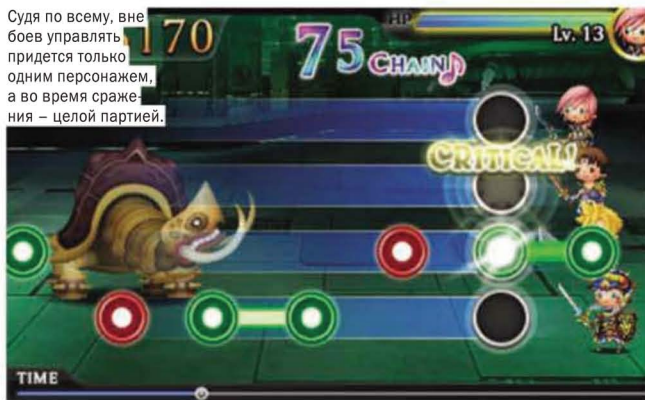 Судя по всему, вне
боев управлять
придется только
одним персонажем,
а во время сраже-
ния – целой партией.
170
75 CHAIN
HP
Lv. 13
CRITICAL!
TIME